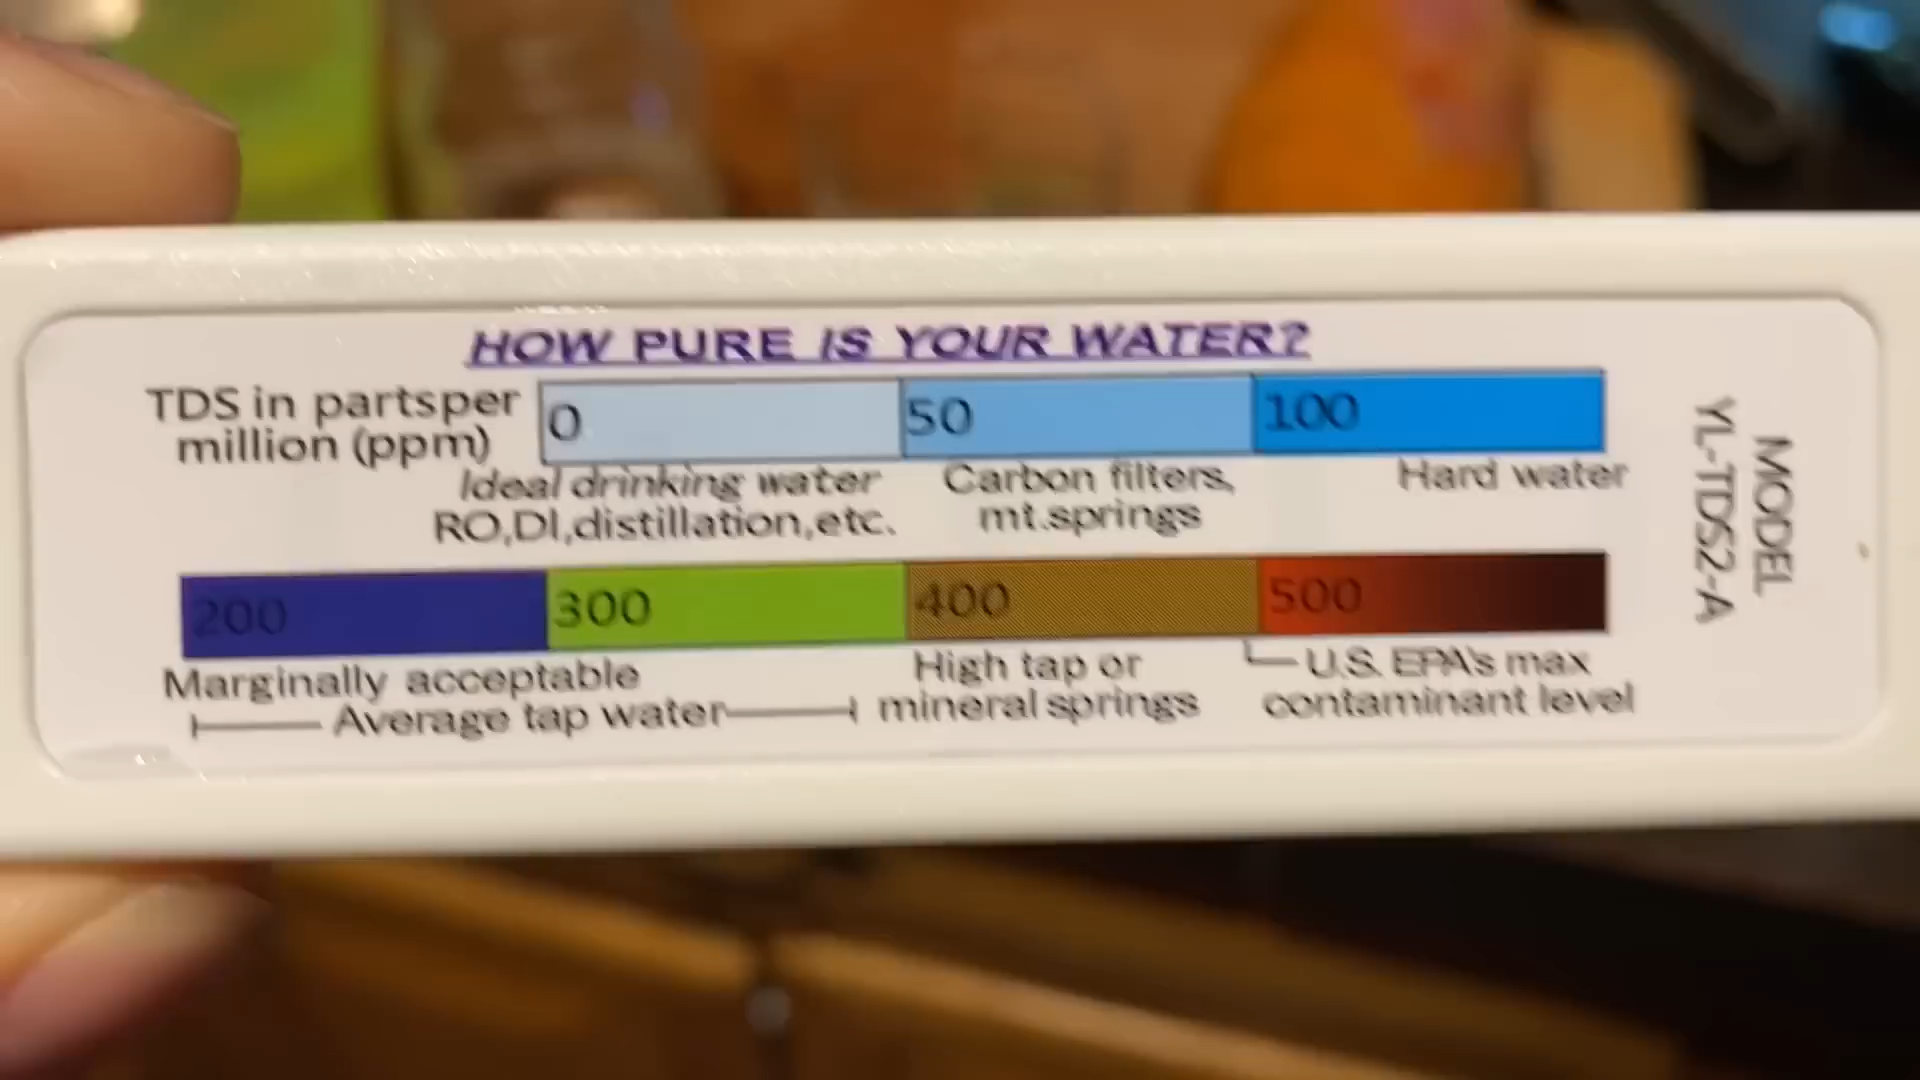 HOW PURE IS YOUR WATER?
TDS in partsper
million (ppm)
0 50 100
Ideal drinking water
RO,DI,distillation,etc.
Carbon filters,
mt.springs
Hard water
200 300 400 500
Marginally acceptable
Average tap water
High tap or
mineral springs
U.S. EPA's max
contaminant level
MODEL
YL-TDS2-A